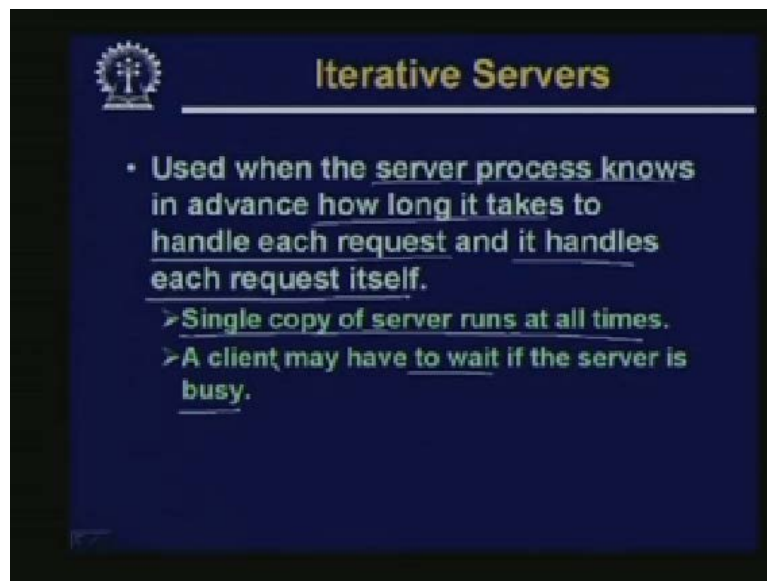 Iterative Servers
• Used when the server process knows
in advance how long it takes to
handle each request and it handles
each request itself.
➢Single copy of server runs at all times.
➢A client may have to wait if the server is
busy.